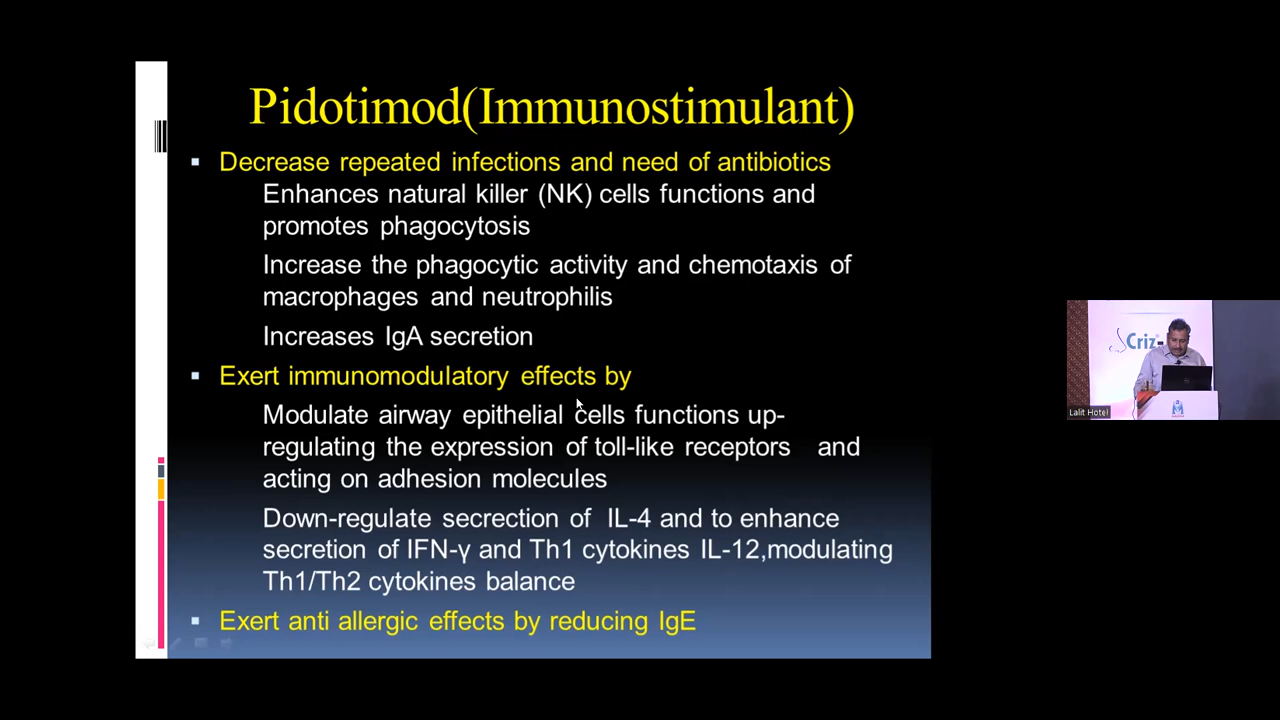 Pidotimod(Immunostimulant)
Decrease repeated infections and need of antibiotics
Enhances natural killer (NK) cells functions and
promotes phagocytosis
Increase the phagocytic activity and chemotaxis of
macrophages and neutrophilis
Increases IgA secretion
Exert immunomodulatory effects by
Modulate airway epithelial cells functions up-
regulating the expression of toll-like receptors and
acting on adhesion molecules
Down-regulate secrection of IL-4 and to enhance
secretion of IFN-γ and Th1 cytokines IL-12,modulating
Th1/Th2 cytokines balance
Exert anti allergic effects by reducing IgE
Criz
Lalit Hotel